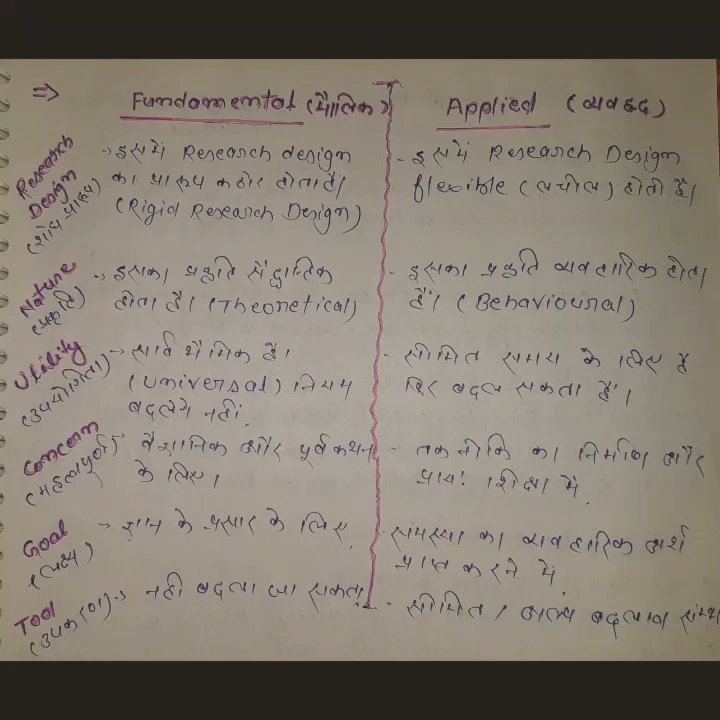 ⇒ Fundamental (मौलिक) Applied (व्यवहृद)
Research Design (शोध प्रारूप)
→ इसमें Research design
का प्रारूप कठोर होता है।
(Rigid Research Design)
- इसमें Research Design
flexible (लचीला) होती है।
Nature (प्रकृति)
→ इसका प्रकृति सैद्धान्तिक
होता है। (Theoretical)
- इसका प्रकृति व्यवहारिक होता
है। (Behavioural)
Utility (उपयोगिता)
→ सार्वभौमिक है।
(Universal) नियम
बदलेंगे नहीं.
- सीमित समय के लिए है
फिर बदल सकता है।
Concern (महत्वपूर्ण)
वैज्ञानिक और पूर्वकथन
के लिए।
- तकनीकि का निर्माण और
प्रायः शिक्षा में.
Goal (लक्ष्य)
→ ज्ञान के प्रसार के लिए.
- समस्या का व्यवहारिक अर्थ
प्राप्त करने में.
Tool (उपकरण)
→ नहीं बदला जा सकता
- सीमित / अल्प बदलाव